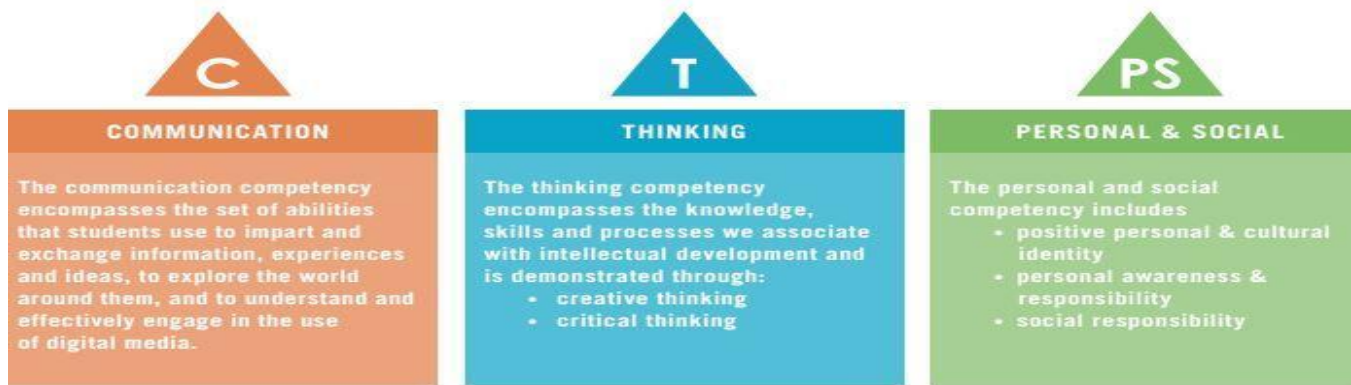 C
COMMUNICATION
The communication competency
encompasses the set of abilities
that students use to impart and
exchange information, experiences
and ideas, to explore the world
around them, and to understand and
effectively engage in the use
of digital media.
T
THINKING
The thinking competency
encompasses the knowledge,
skills and processes we associate
with intellectual development and
is demonstrated through:
• creative thinking
• critical thinking
PS
PERSONAL & SOCIAL
The personal and social
competency includes
• positive personal & cultural
identity
• personal awareness &
responsibility
• social responsibility